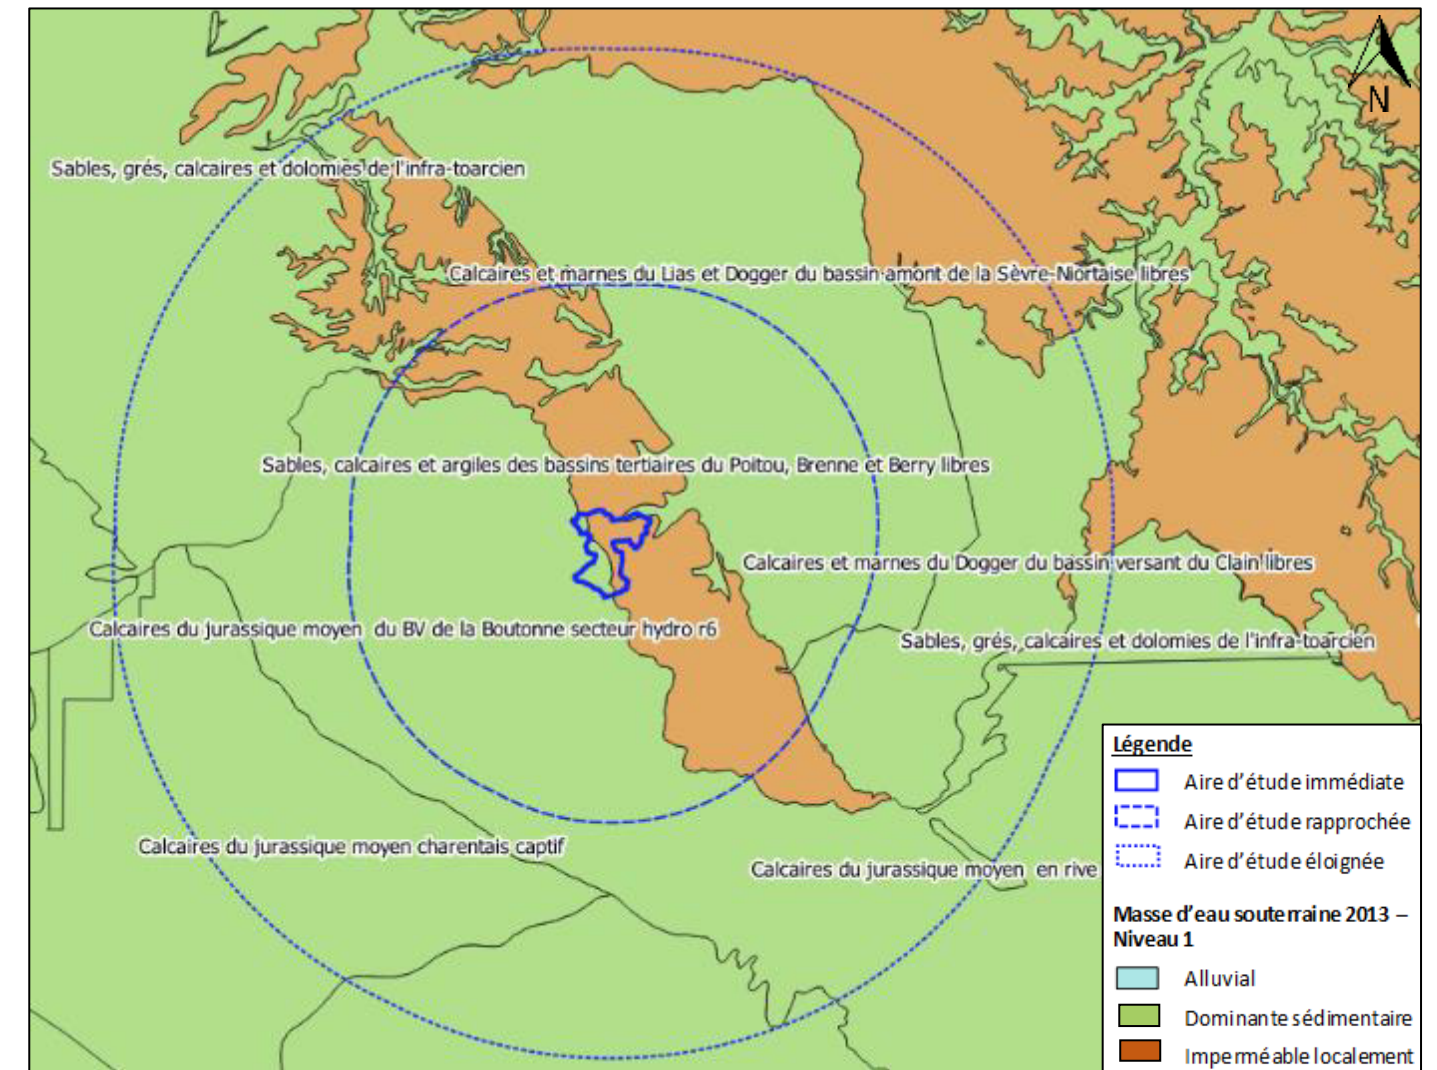 N
Sables, grés, calcaires et dolomies de l'infra-toarcien
Calcaires et marnes du Lias et Dogger du bassin amont de la Sèvre-Niortaise libres
Sables, calcaires et argiles des bassins tertiaires du Poitou, Brenne et Berry libres
Calcaires et marnes du Dogger du bassin versant du Clain libres
Calcaires du jurassique moyen du BV de la Boutonne secteur hydro r6
Sables, grés, calcaires et dolomies de l'infra-toarcien
Calcaires du jurassique moyen charentais captif
Calcaires du jurassique moyen en rive
Légende
Aire d'étude immédiate
Aire d'étude rapprochée
Aire d'étude éloignée
Masse d'eau souterraine 2013 –
Niveau 1
Alluvial
Dominante sédimentaire
Imperméable localement